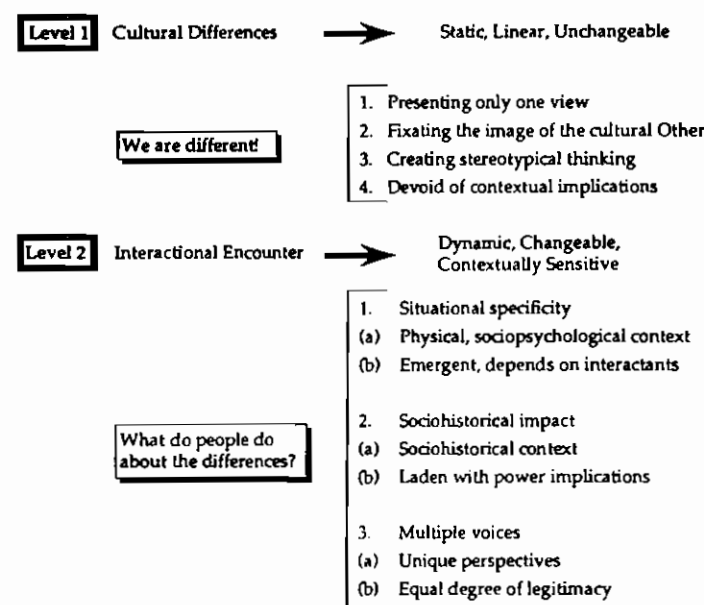 Level 1 Cultural Differences Static, Linear, Unchangeable
1. Presenting only one view
We are different! 2. Fixating the image of the cultural Other
3. Creating stereotypical thinking
4. Devoid of contextual implications
Level 2 Interactional Encounter Dynamic, Changeable,
Contextually Sensitive
1. Situational specificity
(a) Physical, sociopsychological context
(b) Emergent, depends on interactants
What do people do
about the differences?
2. Sociohistorical impact
(a) Sociohistorical context
(b) Laden with power implications
3. Multiple voices
(a) Unique perspectives
(b) Equal degree of legitimacy